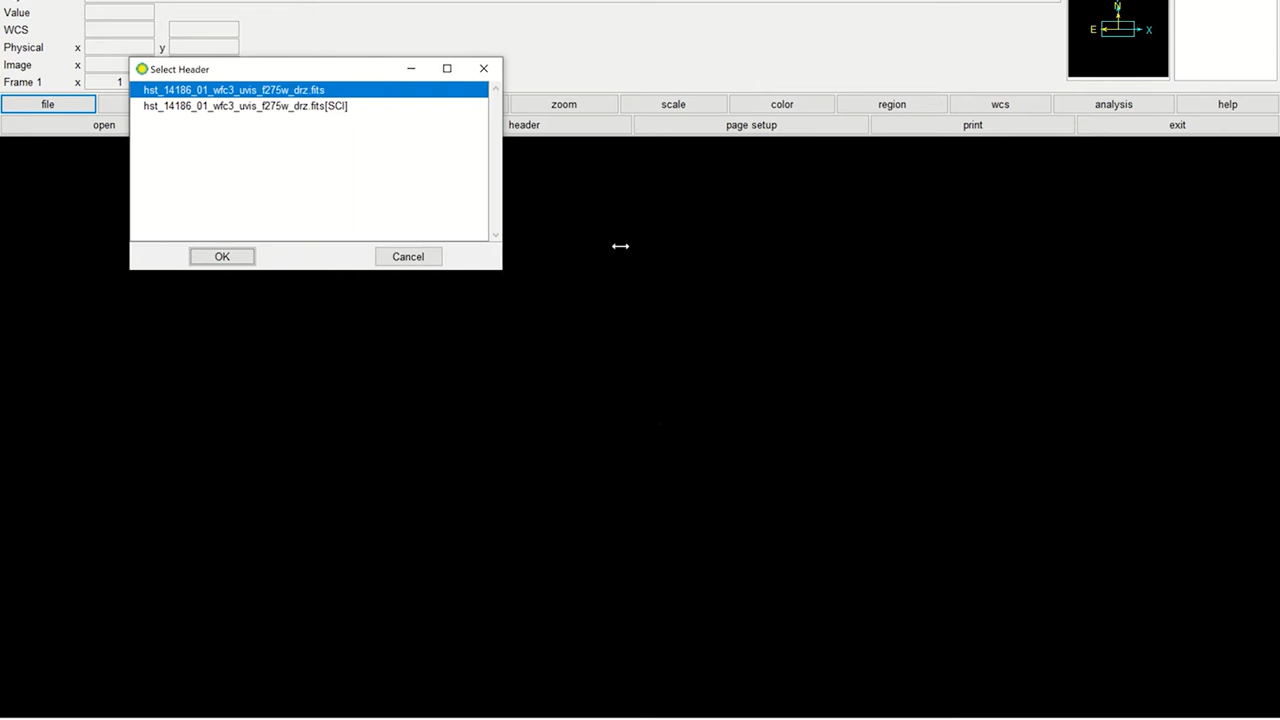 Value
WCS
Physical x y
Image x
Frame 1 x 1
N
E X
Select Header
hst_14186_01_wfc3_uvis_f275w_drz.fits
hst_14186_01_wfc3_uvis_f275w_drz.fits[SCI]
OK Cancel
file zoom scale color region wcs analysis help
open header page setup print exit